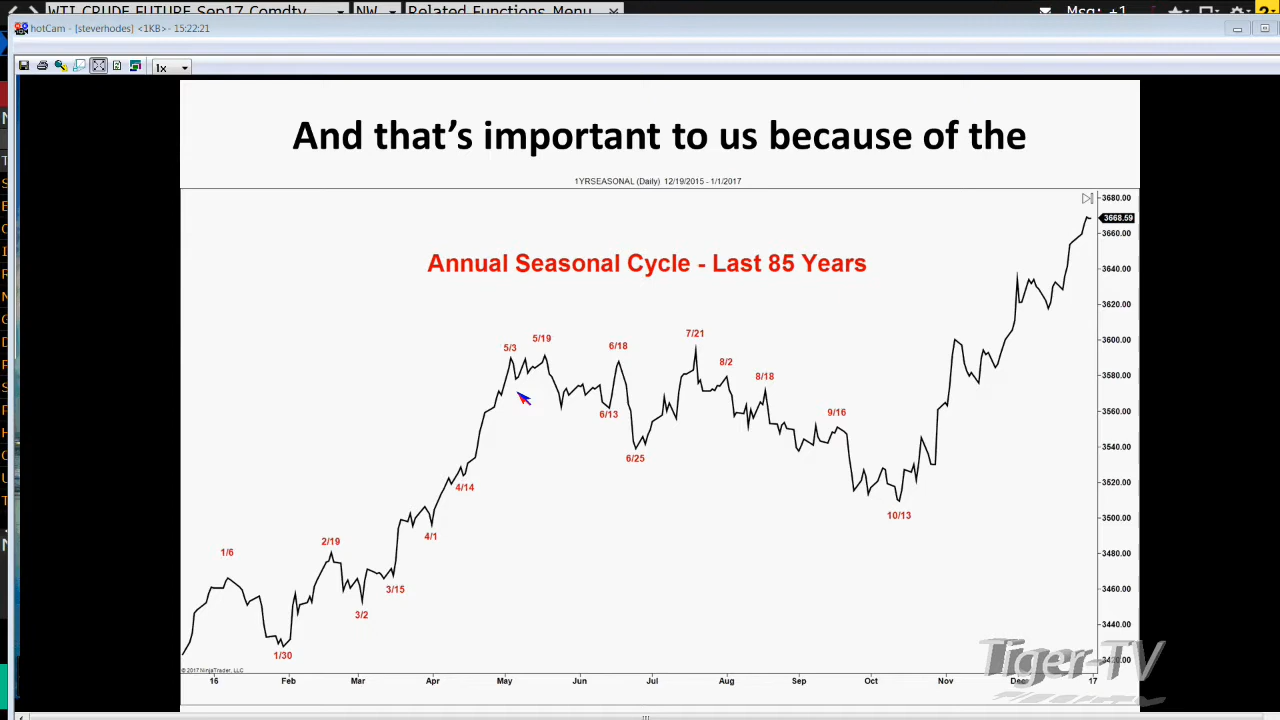 WTI CRUDE FUTURE Sep17 Comdty
NW
Related Functions Menu
Msg: +1
hotCam - [steverhodes] <1KB> - 15:22:21
1x
And that's important to us because of the
1YRSEASONAL (Daily) 12/19/2015 - 1/1/2017
Annual Seasonal Cycle - Last 85 Years
3680.00
3668.59
3660.00
3640.00
3620.00
3600.00
3580.00
3560.00
3540.00
3520.00
3500.00
3480.00
3460.00
3440.00
3420.00
1/6
1/30
2/19
3/2
3/15
4/1
4/14
5/3
5/19
6/13
6/18
6/25
7/21
8/2
8/18
9/16
10/13
© 2017 NinjaTrader, LLC
16 Feb Mar Apr May Jun Jul Aug Sep Oct Nov Dec 17
Tiger-TV